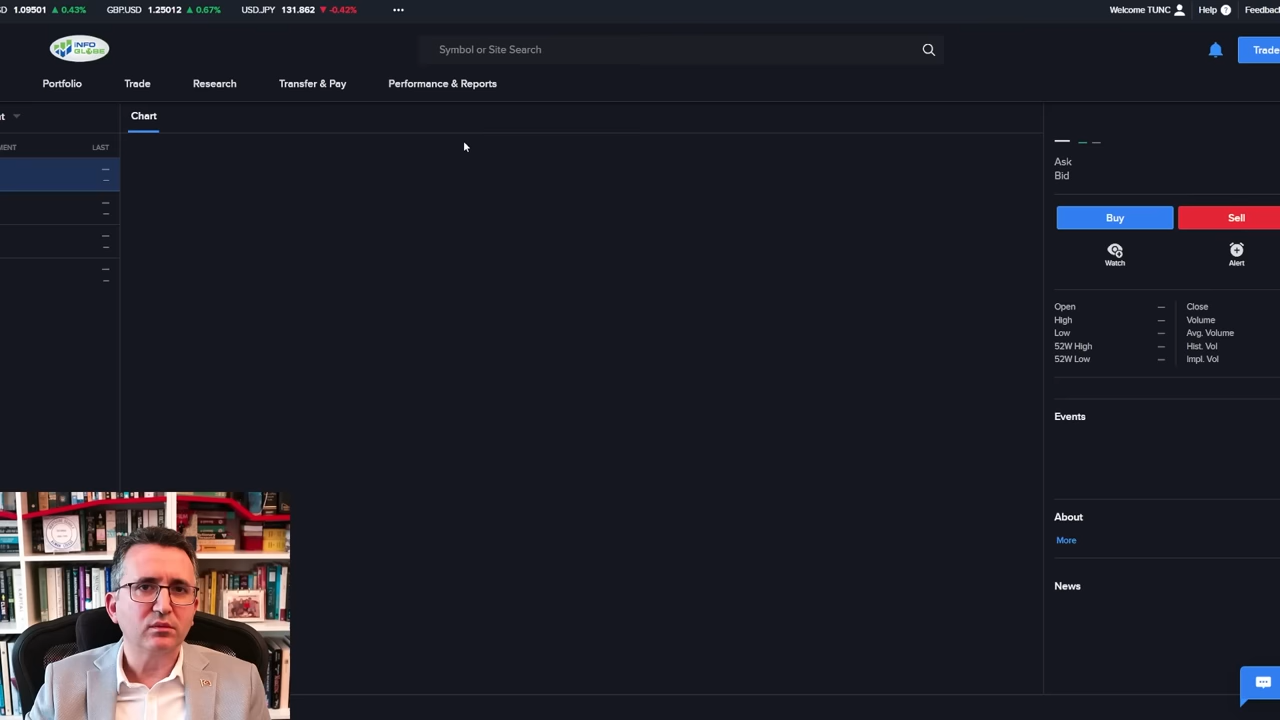 D 1.09501 ▲ 0.43% GBP.USD 1.25012 ▲ 0.67% USD.JPY 131.862 ▼ -0.42% ••• Welcome TUNC Help ? Feedback
INFO
GLOBE
Symbol or Site Search
Trade
Portfolio Trade Research Transfer & Pay Performance & Reports
t
Chart
MENT LAST
Ask
Bid
Buy Sell
Watch Alert
Open — Close
High — Volume
Low — Avg. Volume
52W High — Hist. Vol
52W Low — Impl. Vol
Events
About
More
News